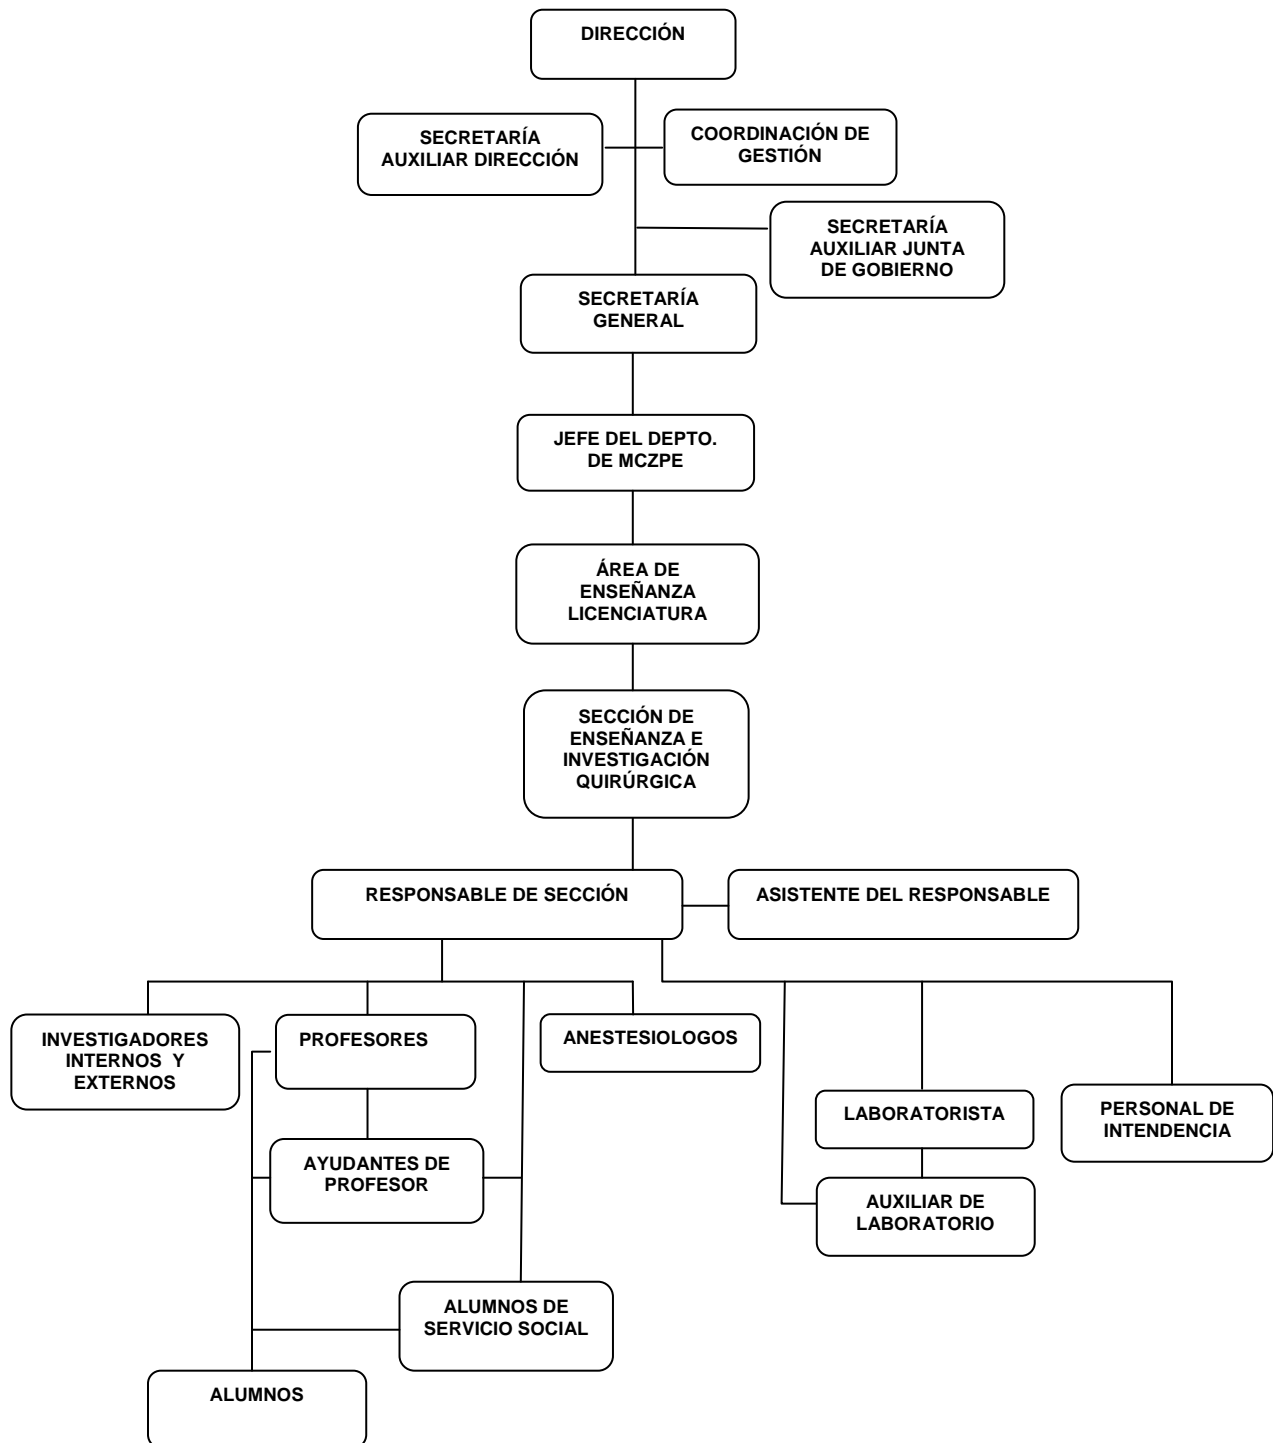 DIRECCIÓN
SECRETARÍA
AUXILIAR DIRECCIÓN
COORDINACIÓN DE
GESTIÓN
SECRETARÍA
AUXILIAR JUNTA
DE GOBIERNO
SECRETARÍA
GENERAL
JEFE DEL DEPTO.
DE MCZPE
ÁREA DE
ENSEÑANZA
LICENCIATURA
SECCIÓN DE
ENSEÑANZA E
INVESTIGACIÓN
QUIRÚRGICA
RESPONSABLE DE SECCIÓN
ASISTENTE DEL RESPONSABLE
INVESTIGADORES
INTERNOS Y
EXTERNOS
PROFESORES
ANESTESIOLOGOS
LABORATORISTA
PERSONAL DE
INTENDENCIA
AYUDANTES DE
PROFESOR
AUXILIAR DE
LABORATORIO
ALUMNOS DE
SERVICIO SOCIAL
ALUMNOS